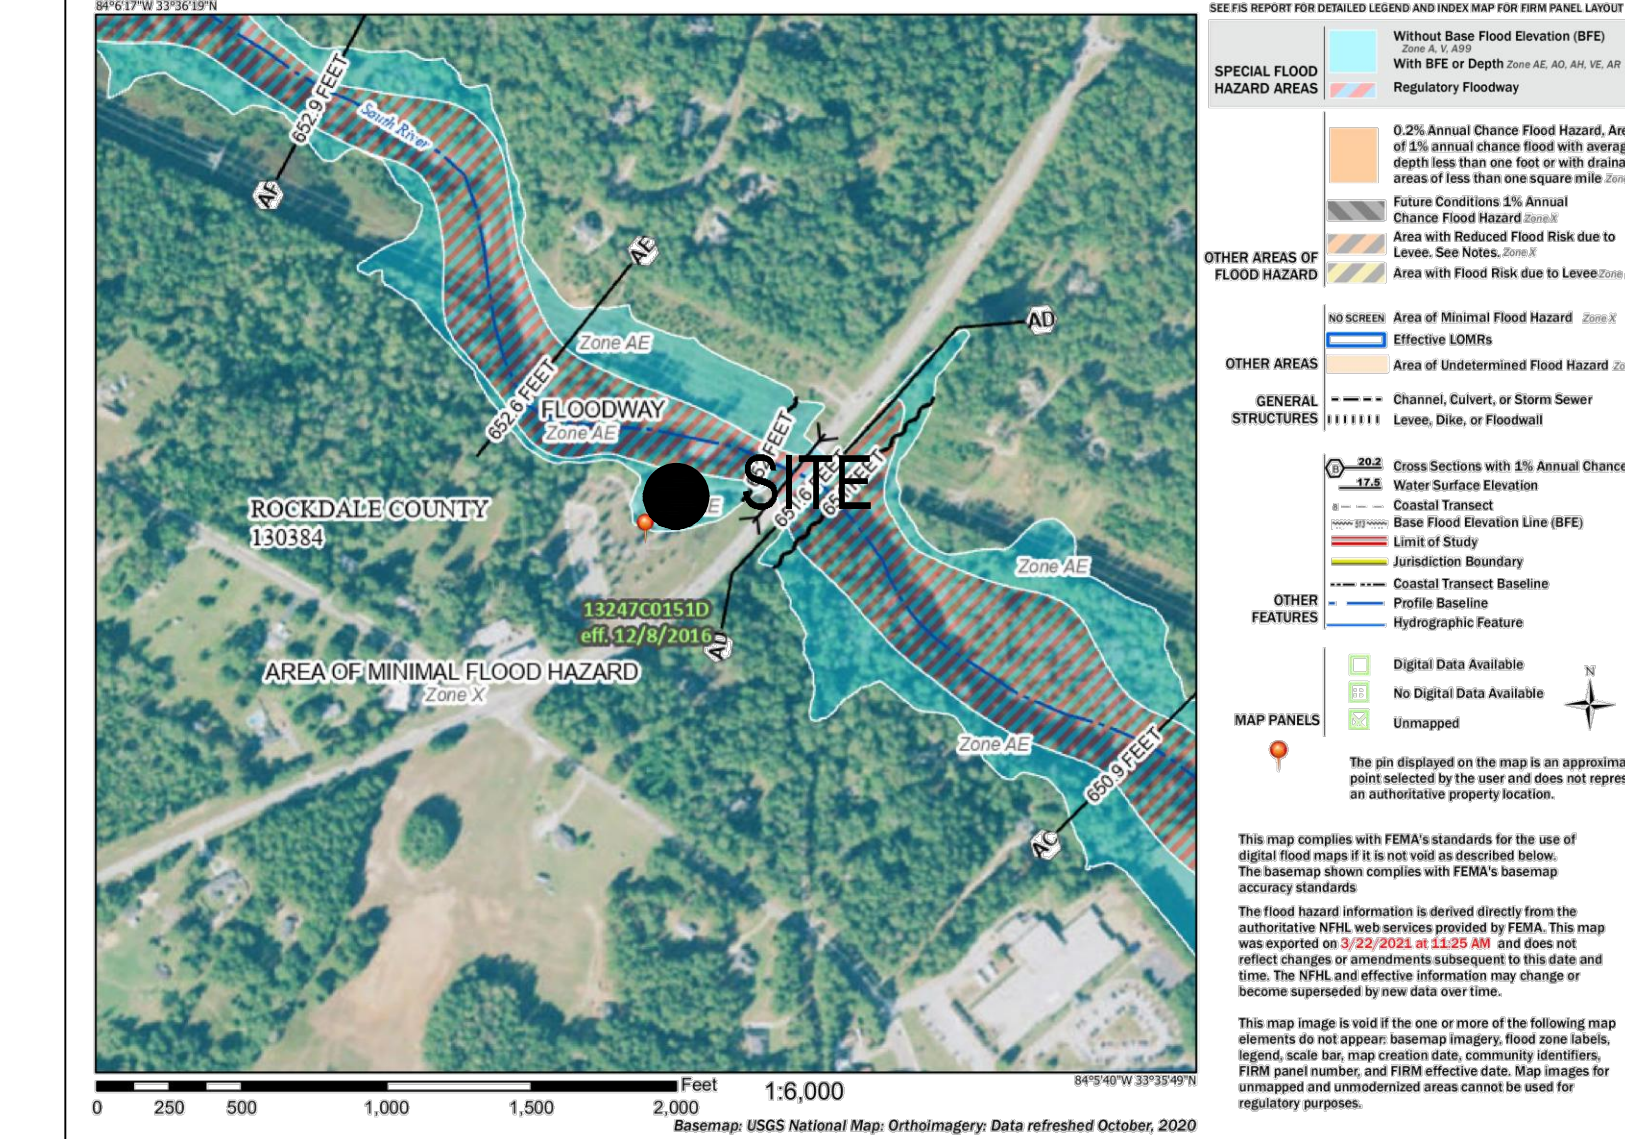 84°6'17"W 33°36'19"N
SEE FIS REPORT FOR DETAILED LEGEND AND INDEX MAP FOR FIRM PANEL LAYOUT
652.9 FEET
South River
AF
AE
Zone AE
652.6 FEET
FLOODWAY
Zone AE
AD
FEET
SITE
ROCKDALE COUNTY
130384
Zone AE
13247C0151D
eff. 12/8/2016
AD
AREA OF MINIMAL FLOOD HAZARD
Zone X
Zone AE
650.9 FEET
AC
SPECIAL FLOOD
HAZARD AREAS
Without Base Flood Elevation (BFE)
Zone A, V, A99
With BFE or Depth Zone AE, AO, AH, VE, AR
Regulatory Floodway
0.2% Annual Chance Flood Hazard, Are
of 1% annual chance flood with averag
depth less than one foot or with draina
areas of less than one square mile Zon
Future Conditions 1% Annual
Chance Flood Hazard Zone X
Area with Reduced Flood Risk due to
Levee. See Notes. Zone X
OTHER AREAS OF
FLOOD HAZARD
Area with Flood Risk due to Levee Zone
NO SCREEN Area of Minimal Flood Hazard Zone X
Effective LOMRs
OTHER AREAS
Area of Undetermined Flood Hazard Zo
GENERAL
STRUCTURES
Channel, Culvert, or Storm Sewer
Levee, Dike, or Floodwall
B 20.2 Cross Sections with 1% Annual Chance
17.5 Water Surface Elevation
8 Coastal Transect
513 Base Flood Elevation Line (BFE)
Limit of Study
Jurisdiction Boundary
Coastal Transect Baseline
OTHER
FEATURES
Profile Baseline
Hydrographic Feature
Digital Data Available
No Digital Data Available
MAP PANELS
Unmapped
N
The pin displayed on the map is an approxima
point selected by the user and does not repres
an authoritative property location.
This map complies with FEMA's standards for the use of
digital flood maps if it is not void as described below.
The basemap shown complies with FEMA's basemap
accuracy standards
The flood hazard information is derived directly from the
authoritative NFHL web services provided by FEMA. This map
was exported on 3/22/2021 at 11:25 AM and does not
reflect changes or amendments subsequent to this date and
time. The NFHL and effective information may change or
become superseded by new data over time.
This map image is void if the one or more of the following map
elements do not appear: basemap imagery, flood zone labels,
legend, scale bar, map creation date, community identifiers,
FIRM panel number, and FIRM effective date. Map images for
unmapped and unmodernized areas cannot be used for
regulatory purposes.
Feet
1:6,000
84°5'40"W 33°35'49"N
0 250 500 1,000 1,500 2,000
Basemap: USGS National Map: Orthoimagery: Data refreshed October, 2020